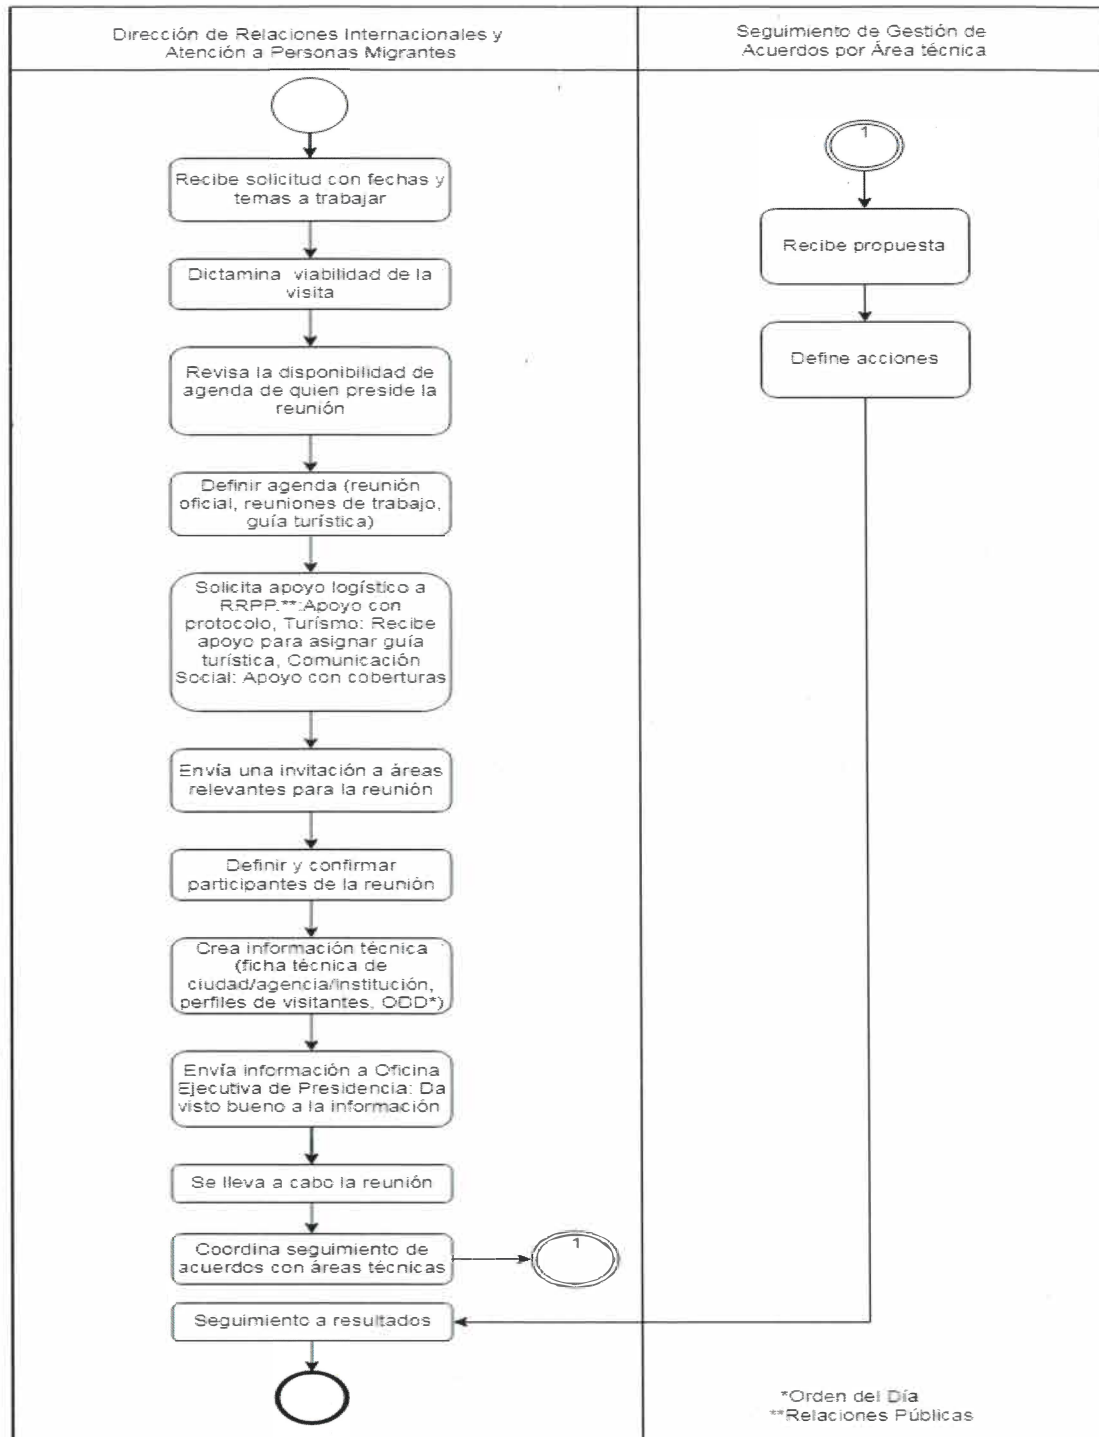 Dirección de Relaciones Internacionales y
Atención a Personas Migrantes
Seguimiento de Gestión de
Acuerdos por Área técnica
Recibe solicitud con fechas y
temas a trabajar
Dictamina viabilidad de la
visita
Revisa la disponibilidad de
agenda de quien preside la
reunión
Definir agenda (reunión
oficial, reuniones de trabajo,
guía turística)
Solicita apoyo logístico a
RRPP.**:Apoyo con
protocolo, Turísmo: Recibe
apoyo para asignar guía
turística, Comunicación
Social: Apoyo con coberturas
Envía una invitación a áreas
relevantes para la reunión
Definir y confirmar
participantes de la reunión
Crea información técnica
(ficha técnica de
ciudad/agencia/institución,
perfiles de visitantes, ODD*)
Envía información a Oficina
Ejecutiva de Presidencia: Da
visto bueno a la información
Se lleva a cabo la reunión
Coordina seguimiento de
acuerdos con áreas técnicas
1
Seguimiento a resultados
1
Recibe propuesta
Define acciones
*Orden del Día
**Relaciones Públicas